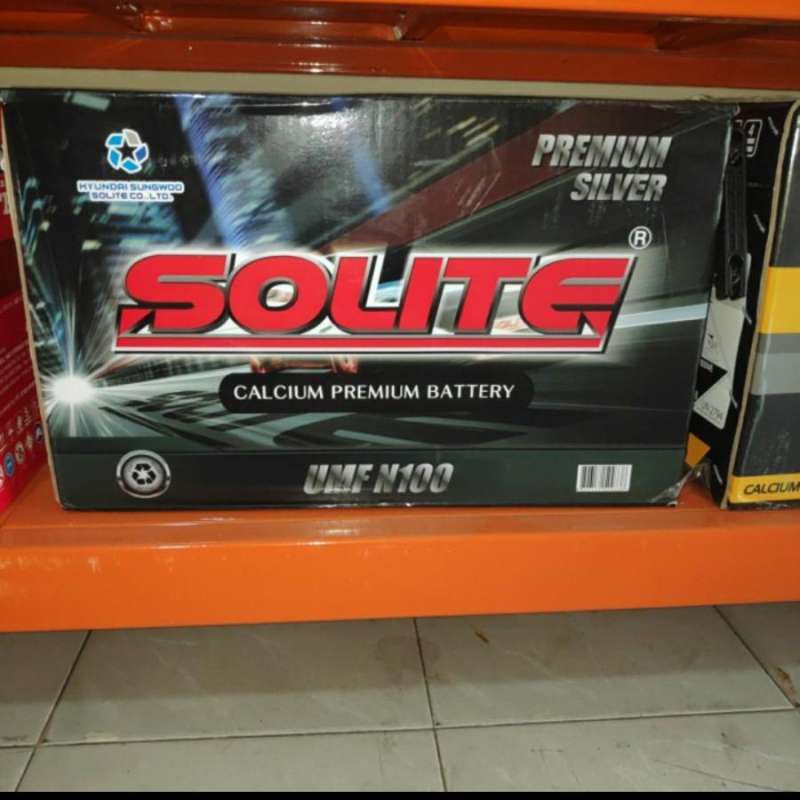 HYUNDAI SUNGWOO
SOLITE CO.,LTD.
PREMIUM
SILVER
SOLITE®
CALCIUM PREMIUM BATTERY
UMF N100
CALCIUM